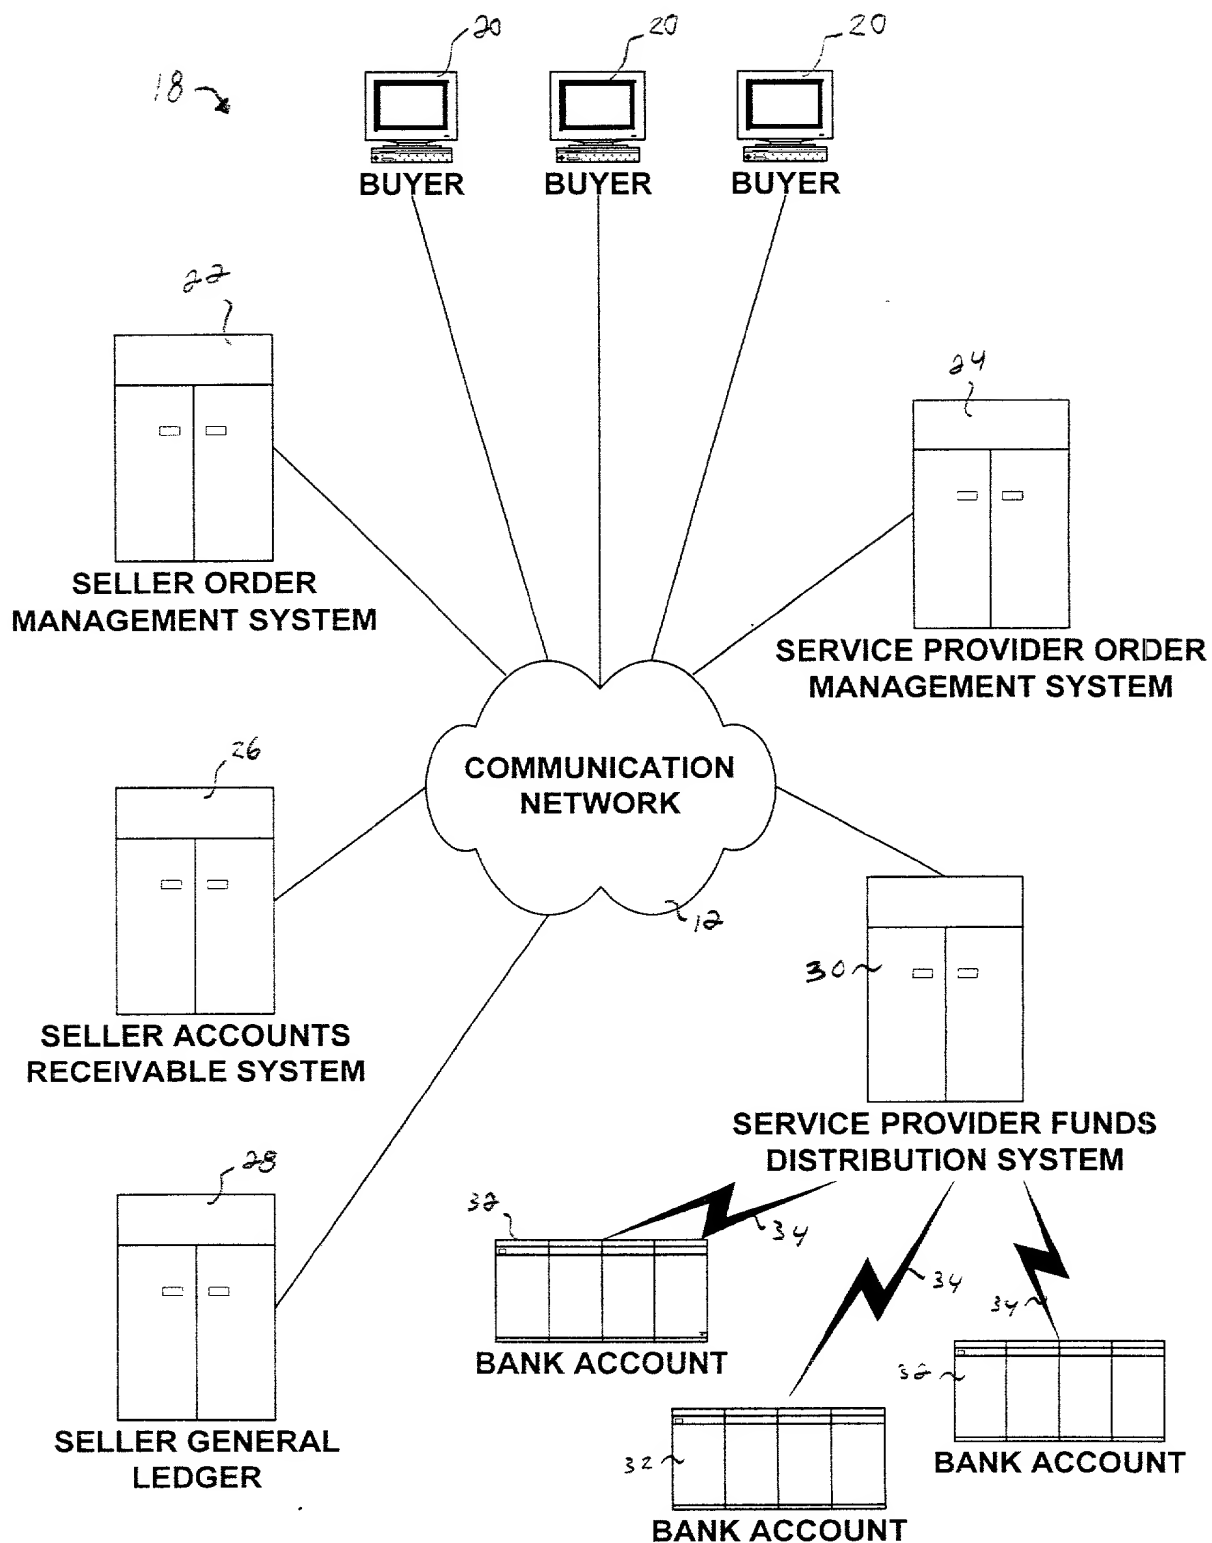 20
20
20
18
BUYER
BUYER
BUYER
22
24
SELLER ORDER
MANAGEMENT SYSTEM
SERVICE PROVIDER ORDER
MANAGEMENT SYSTEM
26
COMMUNICATION
NETWORK
12
30
SELLER ACCOUNTS
RECEIVABLE SYSTEM
SERVICE PROVIDER FUNDS
DISTRIBUTION SYSTEM
28
32
34
34
34
BANK ACCOUNT
32
SELLER GENERAL
LEDGER
32
BANK ACCOUNT
BANK ACCOUNT